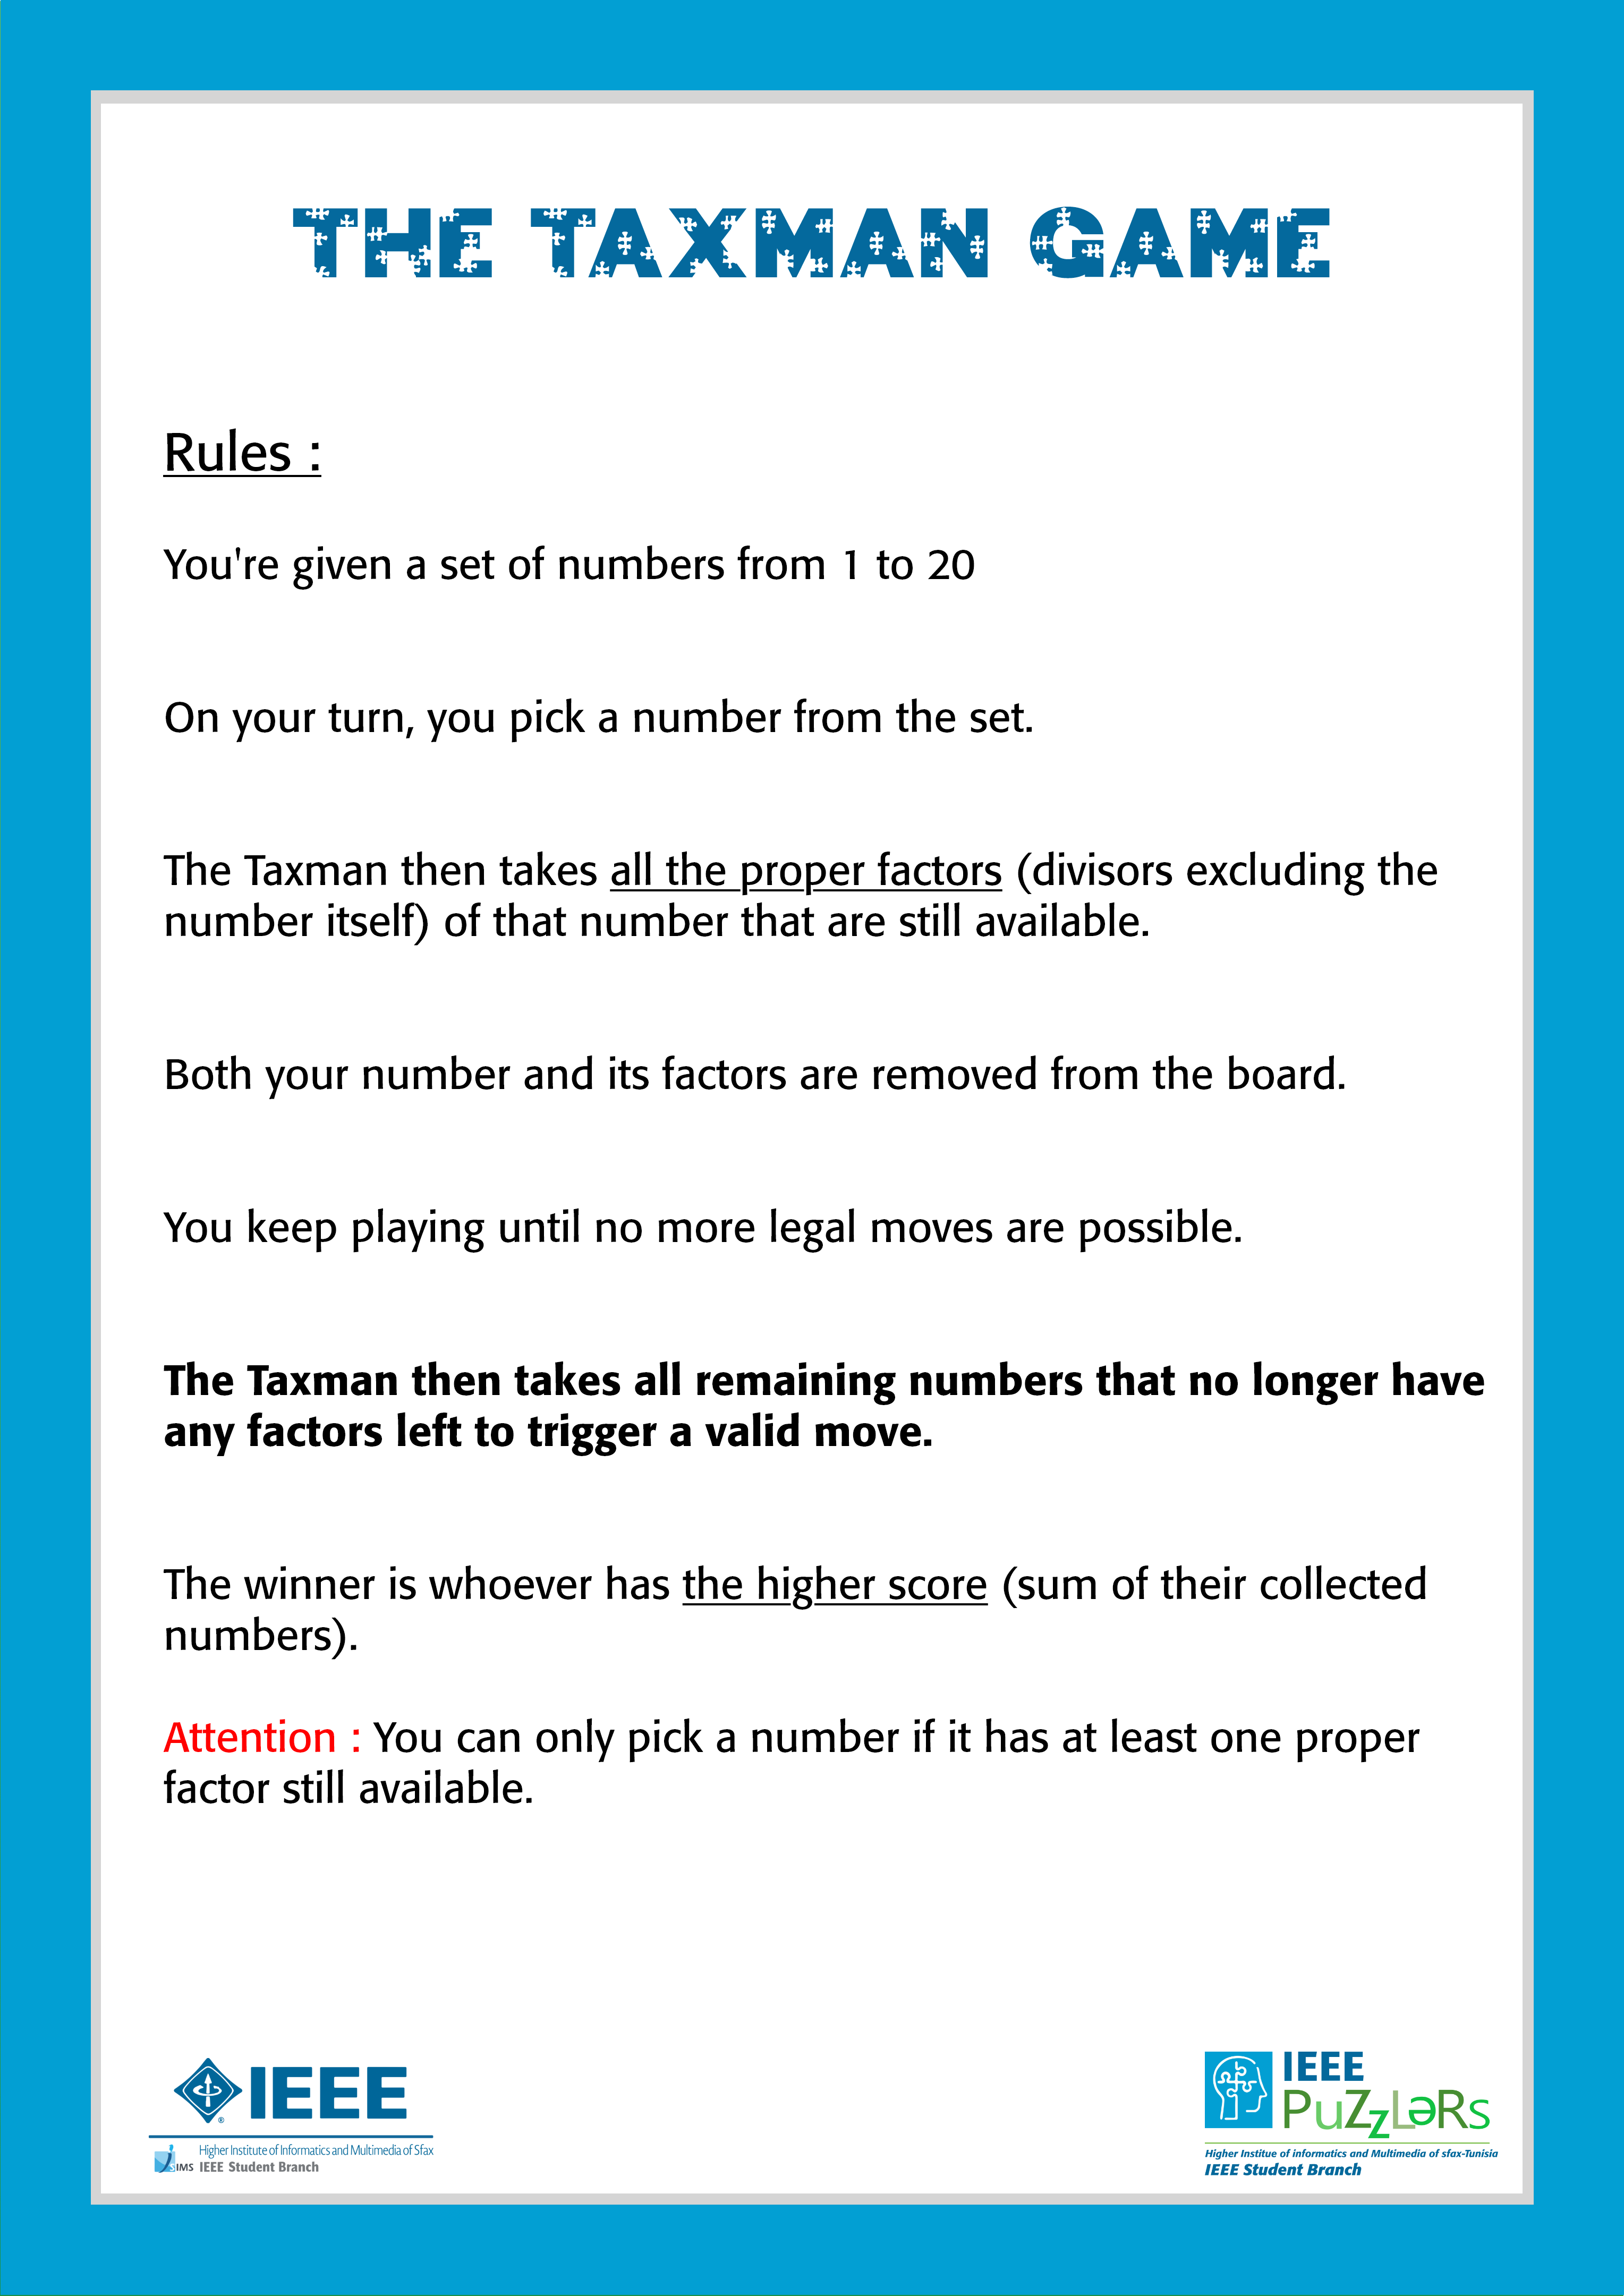 THE TAXMAN GAME
Rules :
You're given a set of numbers from 1 to 20
On your turn, you pick a number from the set.
The Taxman then takes all the proper factors (divisors excluding the
number itself) of that number that are still available.
Both your number and its factors are removed from the board.
You keep playing until no more legal moves are possible.
The Taxman then takes all remaining numbers that no longer have
any factors left to trigger a valid move.
The winner is whoever has the higher score (sum of their collected
numbers).
Attention : You can only pick a number if it has at least one proper
factor still available.
IEEE
Higher Institute of Informatics and Multimedia of Sfax
IMS IEEE Student Branch
IEEE
PuZzLəRs
Higher Institue of informatics and Multimedia of sfax-Tunisia
IEEE Student Branch